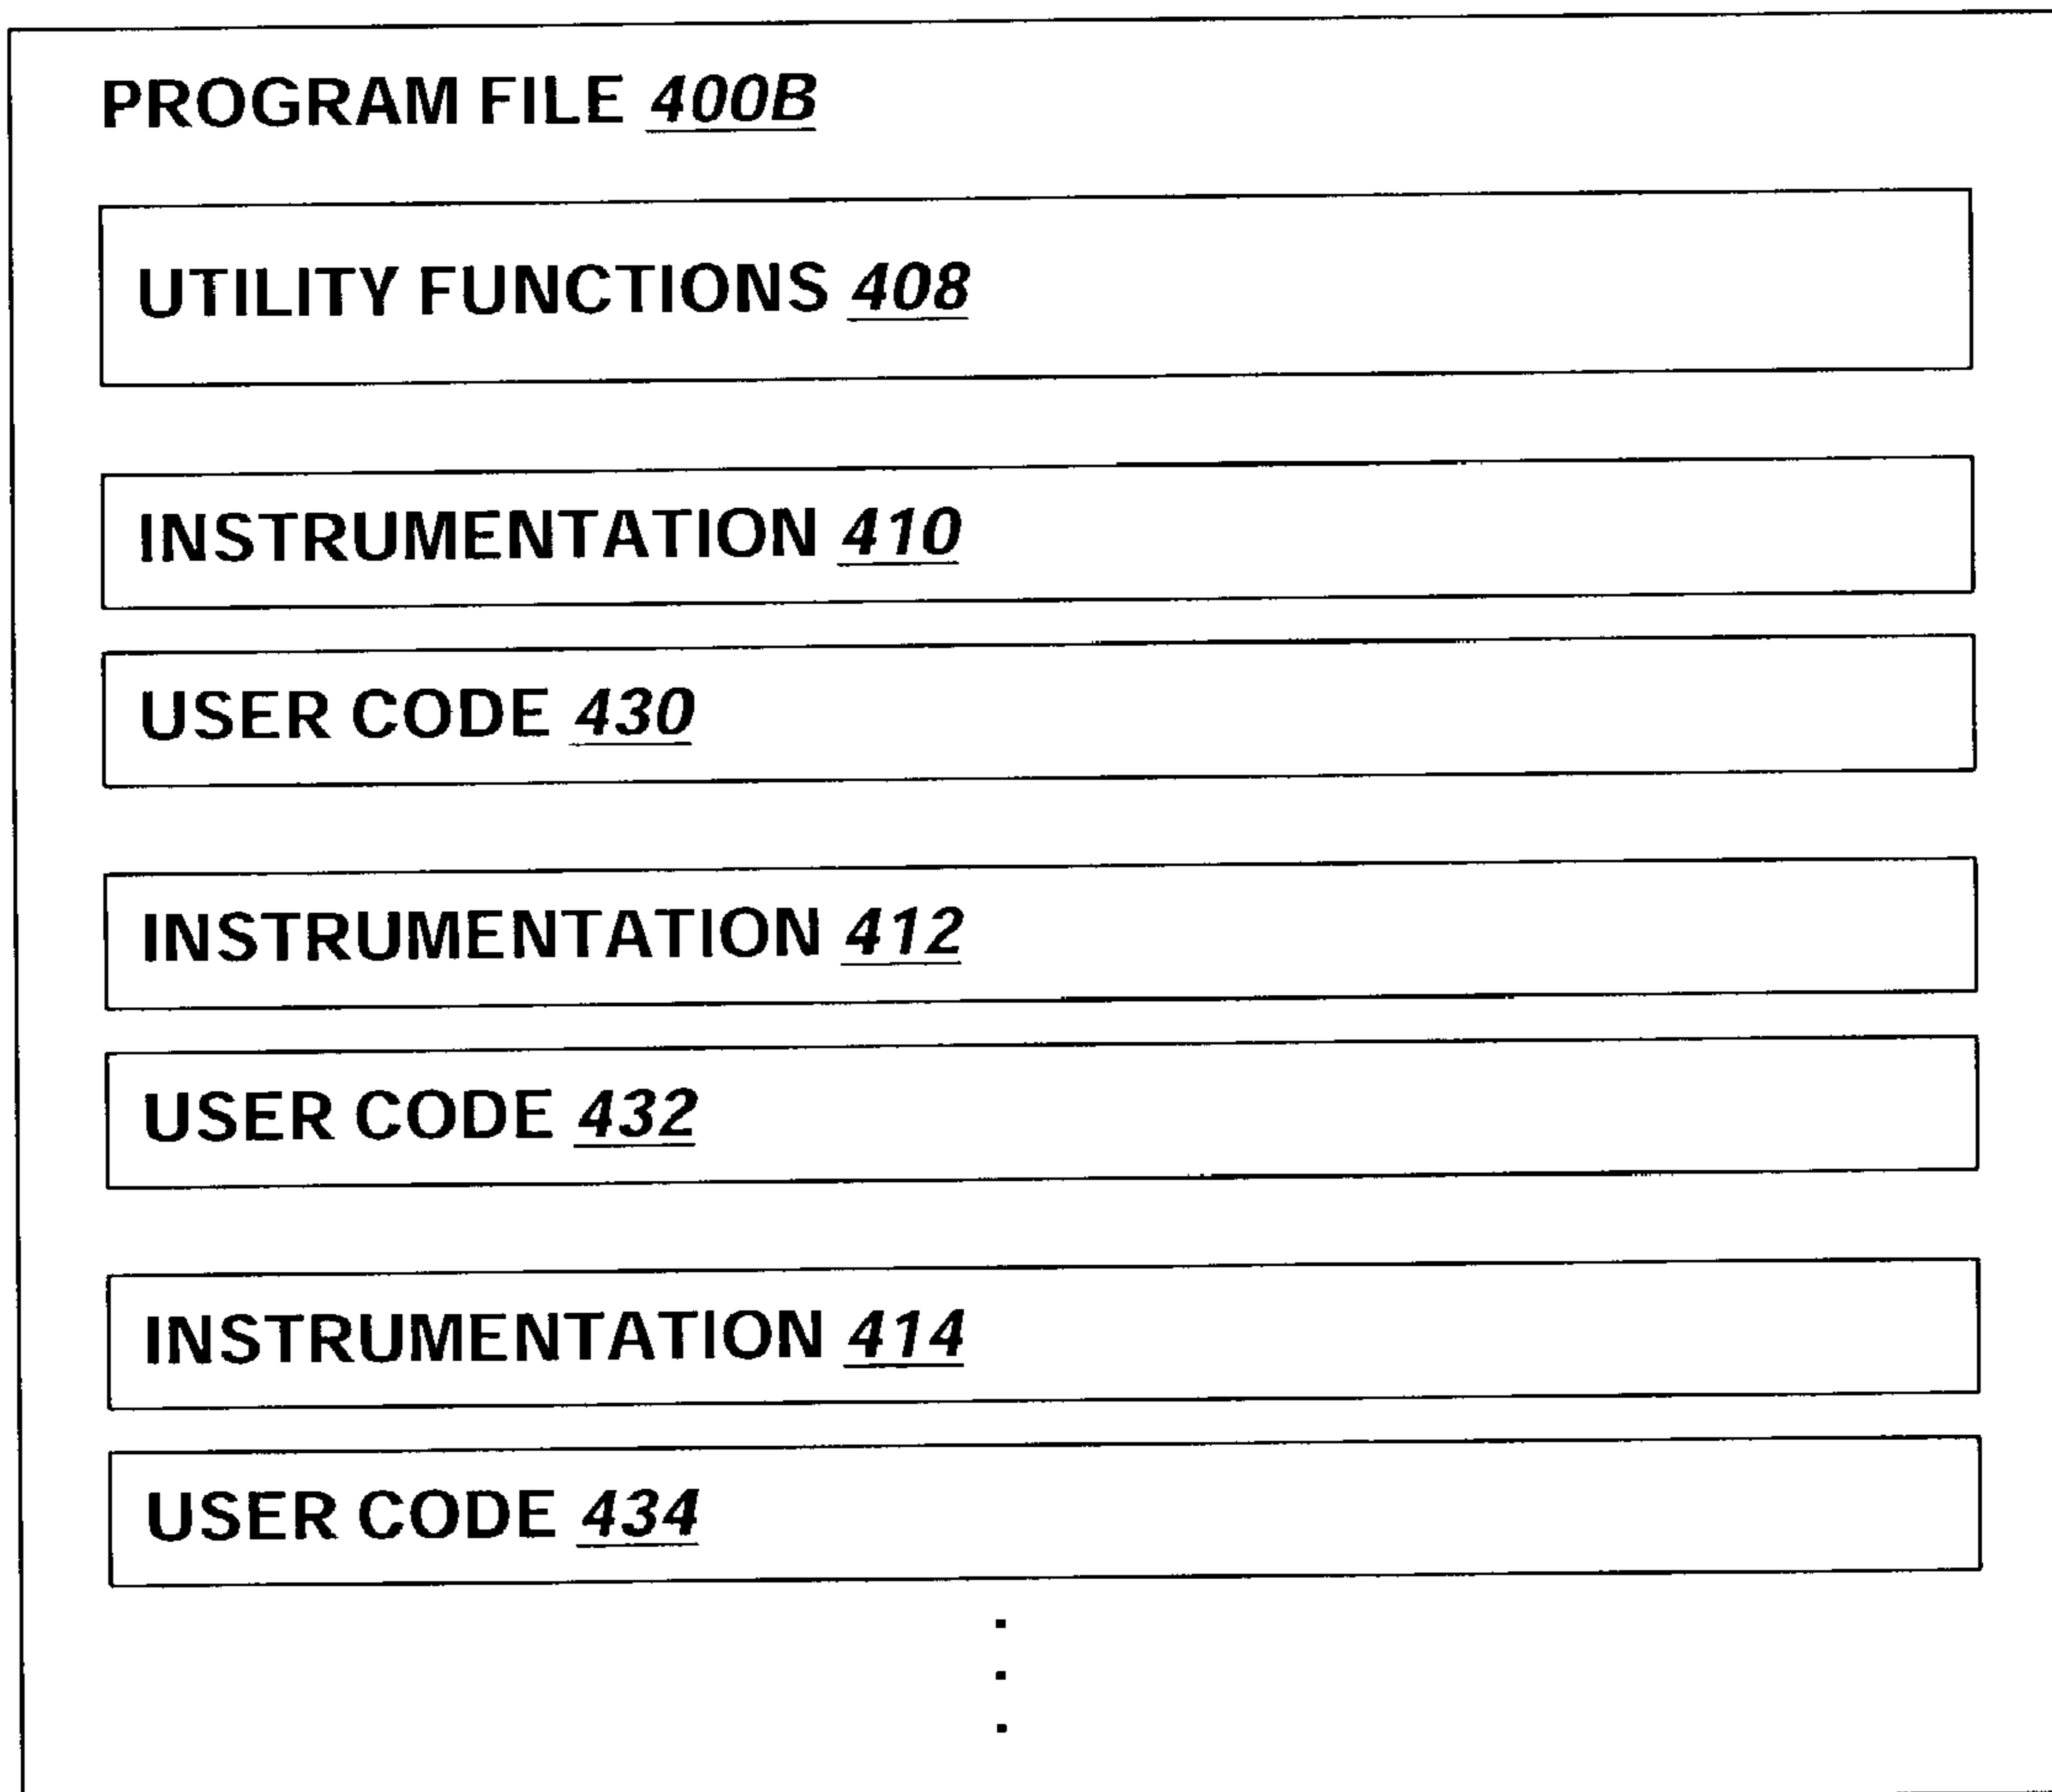 PROGRAM FILE 400B
UTILITY FUNCTIONS 408
INSTRUMENTATION 410
USER CODE 430
INSTRUMENTATION 412
USER CODE 432
INSTRUMENTATION 414
USER CODE 434